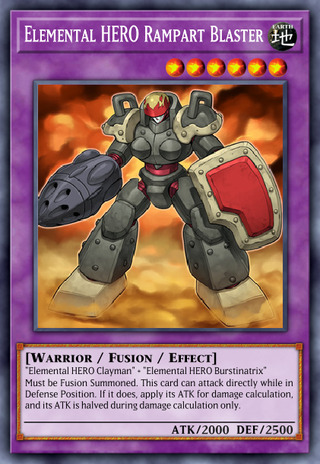 Elemental HERO Rampart Blaster
EARTH
地
[Warrior / Fusion / Effect]
"Elemental HERO Clayman" + "Elemental HERO Burstinatrix"
Must be Fusion Summoned. This card can attack directly while in
Defense Position. If it does, apply its ATK for damage calculation,
and its ATK is halved during damage calculation only.
ATK/2000 DEF/2500